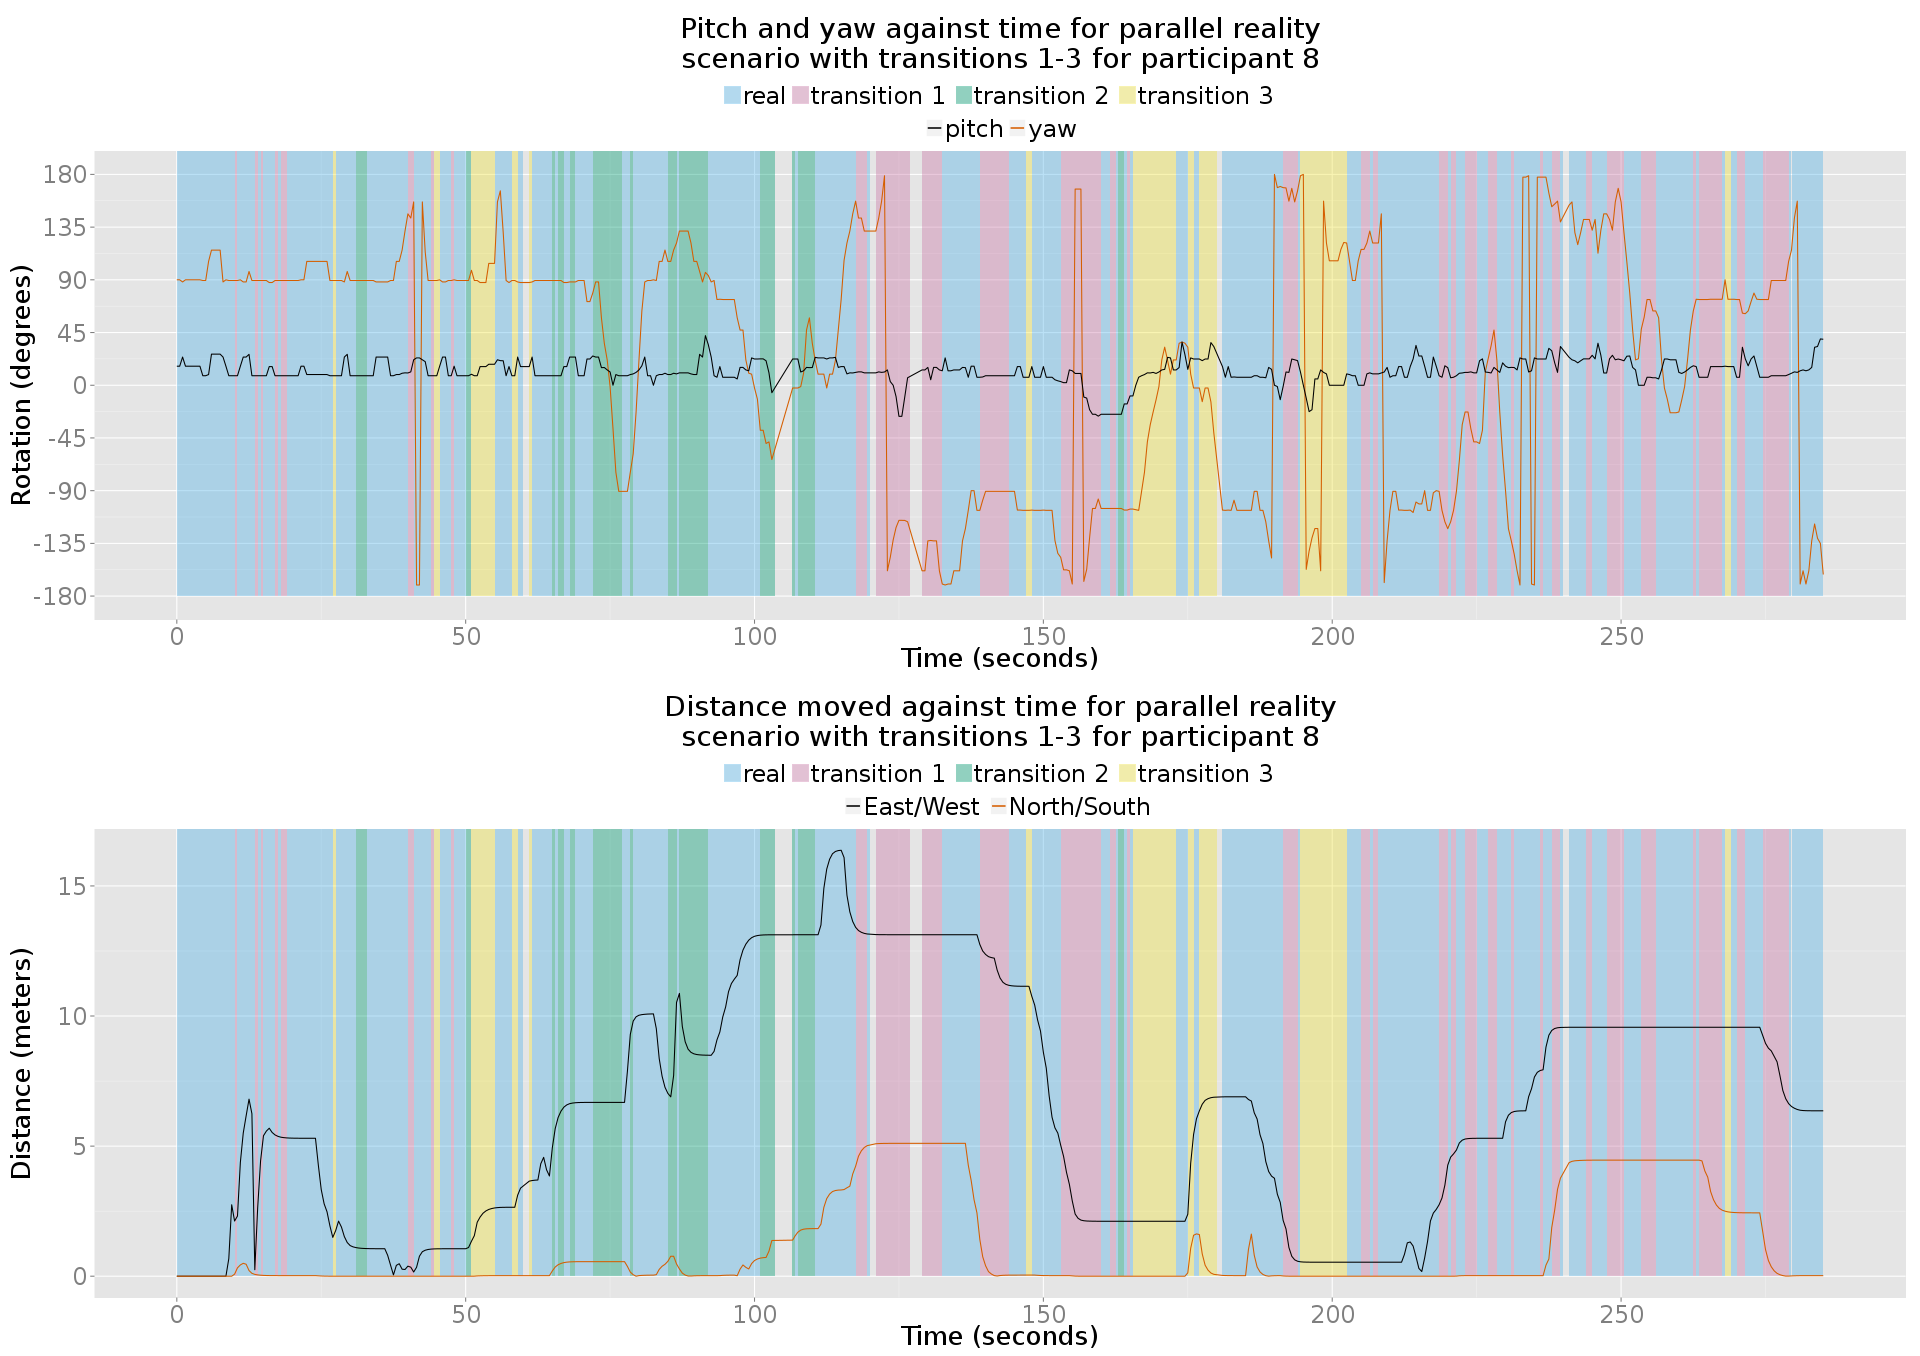 Pitch and yaw against time for parallel reality
scenario with transitions 1-3 for participant 8
real transition 1 transition 2 transition 3
pitch yaw
180
135
90
45
0
-45
-90
-135
-180
Rotation (degrees)
0 50 100 150 200 250
Time (seconds)
Distance moved against time for parallel reality
scenario with transitions 1-3 for participant 8
real transition 1 transition 2 transition 3
East/West North/South
15
10
5
0
Distance (meters)
0 50 100 150 200 250
Time (seconds)